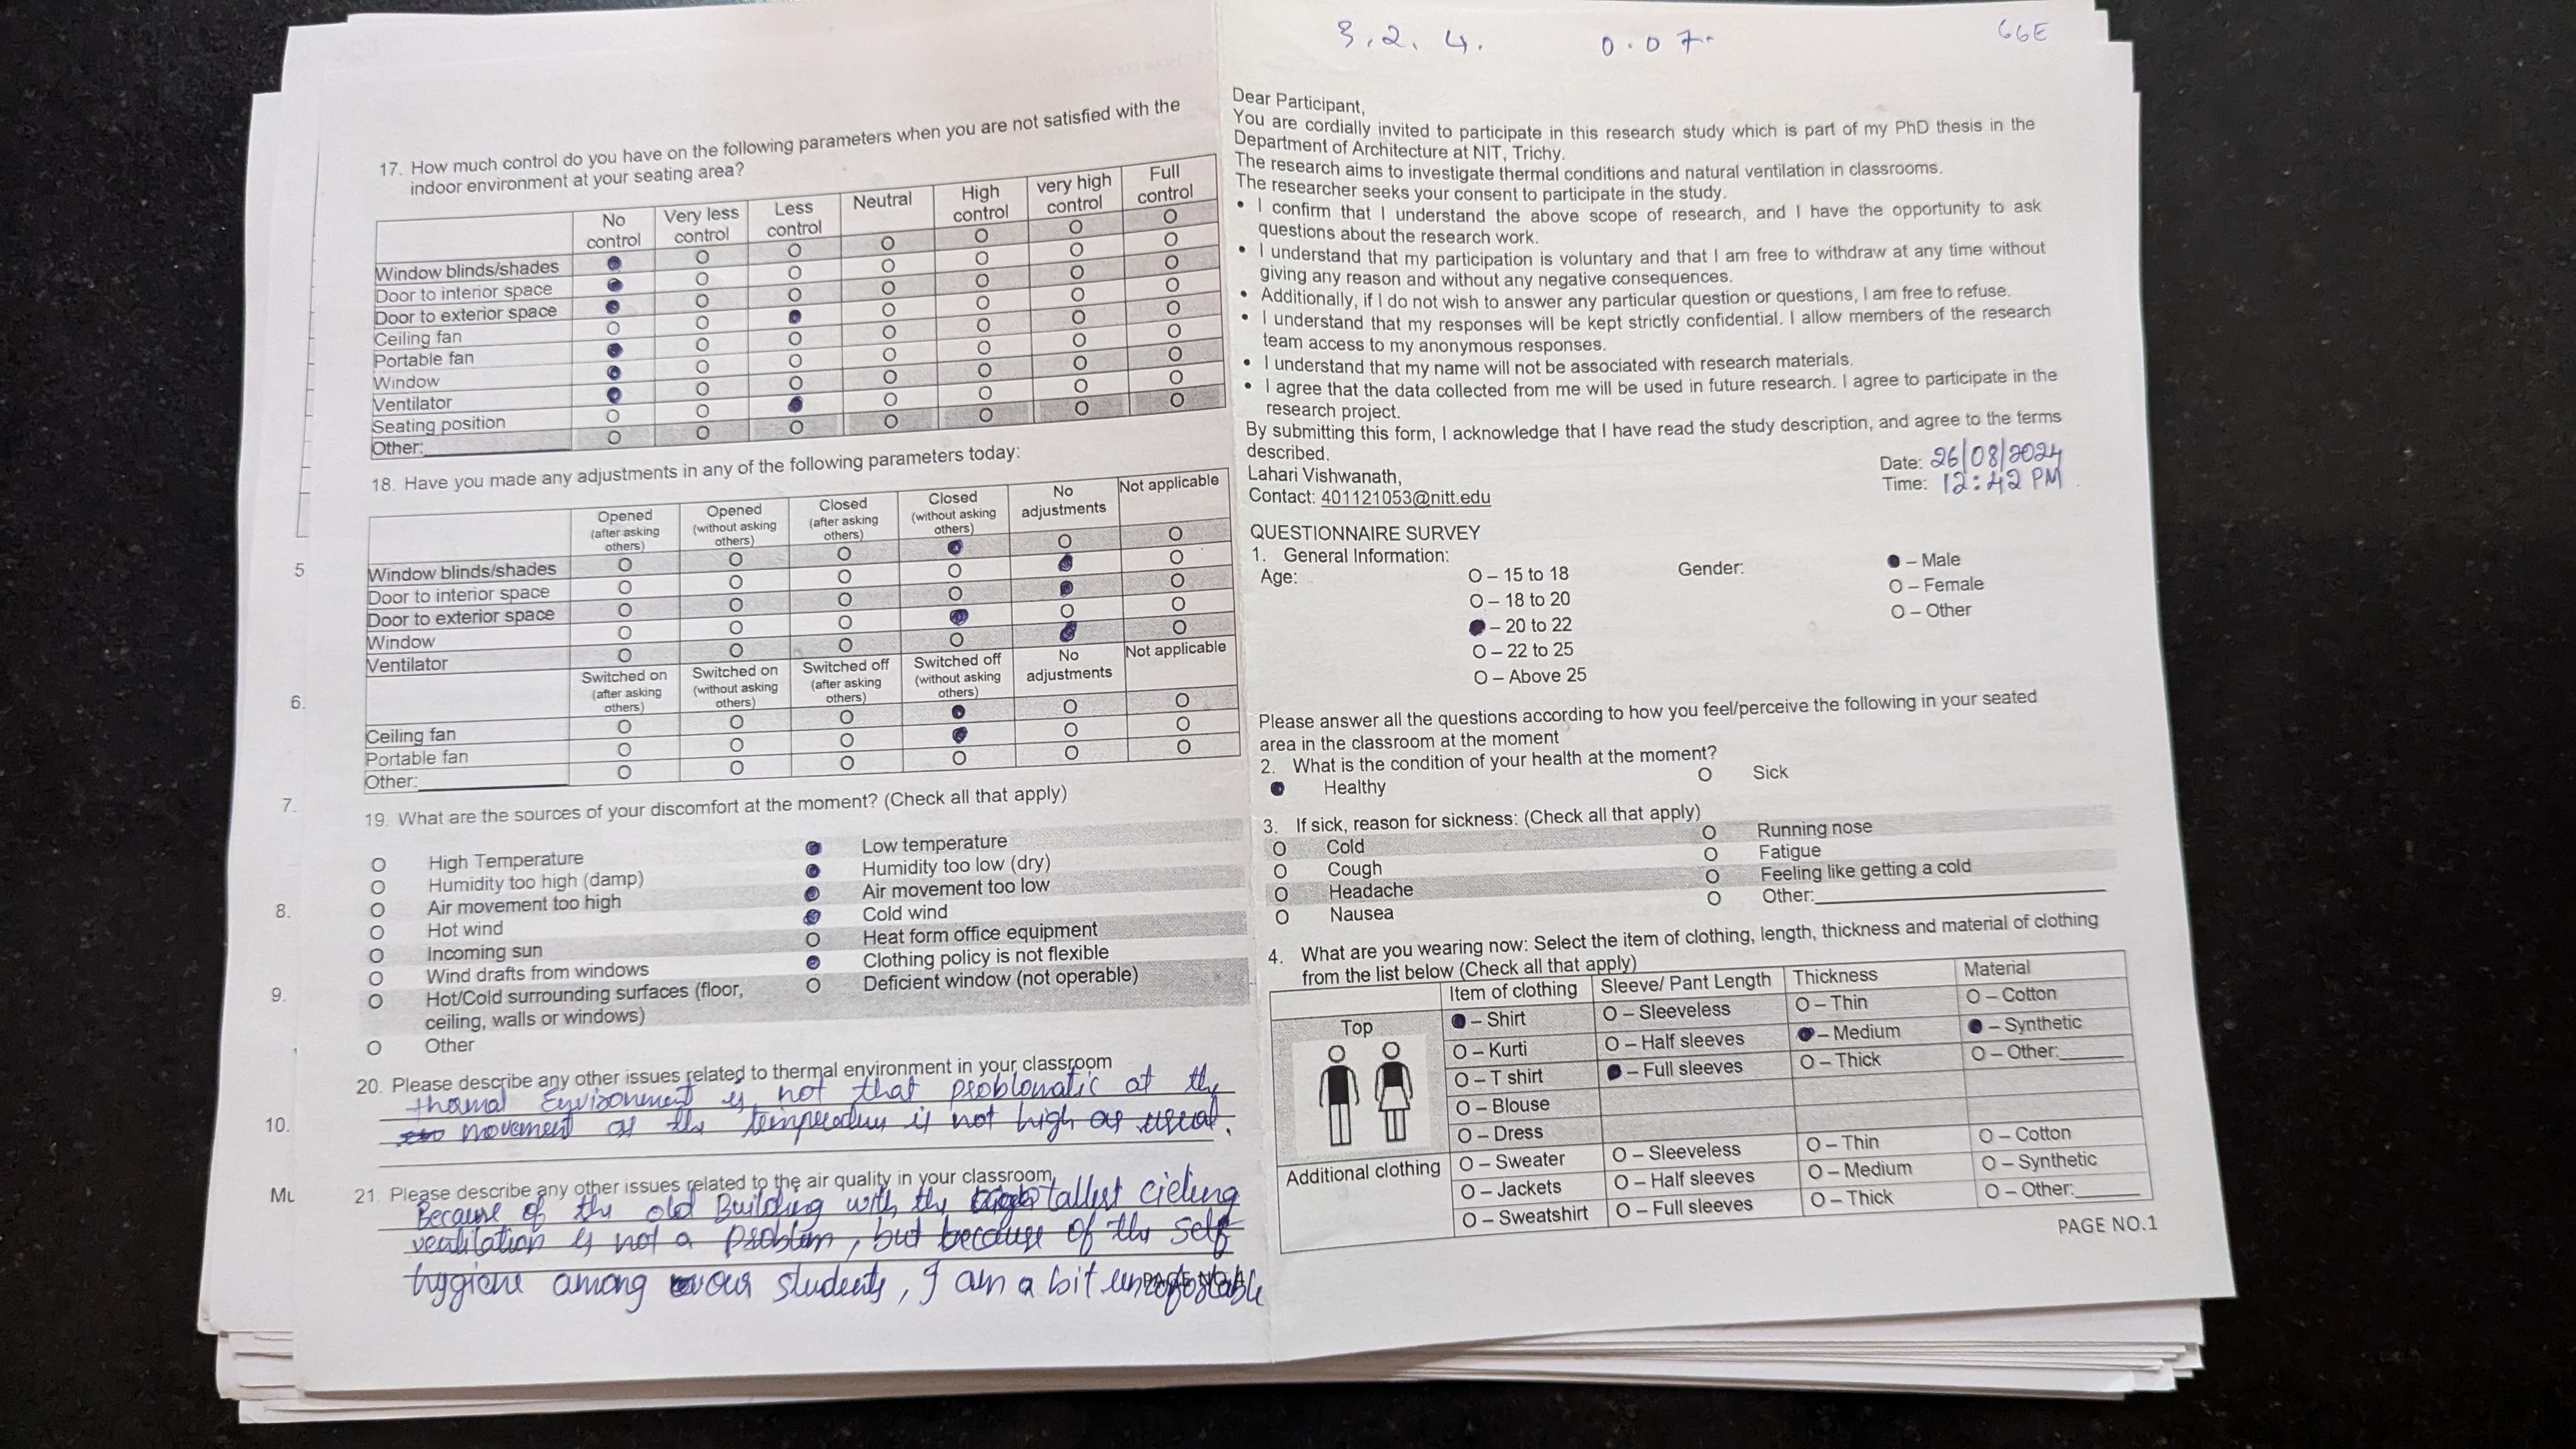 17. How much control do you have on the following parameters when you are not satisfied with the
indoor environment at your seating area?
No control Very less control Less control Neutral High control very high control Full control
Window blinds/shades
Door to interior space
Door to exterior space
Ceiling fan
Portable fan
Window
Ventilator
Seating position
Other:
18. Have you made any adjustments in any of the following parameters today:
Opened (after asking others) Opened (without asking others) Closed (after asking others) Closed (without asking others) No adjustments Not applicable
Window blinds/shades
Door to interior space
Door to exterior space
Window
Ventilator
Switched on (after asking others) Switched on (without asking others) Switched off (after asking others) Switched off (without asking others) No adjustments Not applicable
Ceiling fan
Portable fan
Other:
19. What are the sources of your discomfort at the moment? (Check all that apply)
High Temperature Low temperature
Humidity too high (damp) Humidity too low (dry)
Air movement too high Air movement too low
Hot wind Cold wind
Incoming sun Heat form office equipment
Wind drafts from windows Clothing policy is not flexible
Hot/Cold surrounding surfaces (floor, Deficient window (not operable)
ceiling, walls or windows)
Other
20. Please describe any other issues related to thermal environment in your classroom
thermal Environment is not that problomatic at the
movement as the temperature is not high as usual.
21. Please describe any other issues related to the air quality in your classroom
Because of the old Building with the tallest cieling
ventilation is not a problem, but because of the self
hygiene among our students, I am a bit
5
6.
7.
8.
9.
10.
3.2.4. 0.07. 66E
Dear Participant,
You are cordially invited to participate in this research study which is part of my PhD thesis in the
Department of Architecture at NIT, Trichy.
The research aims to investigate thermal conditions and natural ventilation in classrooms.
The researcher seeks your consent to participate in the study.
• I confirm that I understand the above scope of research, and I have the opportunity to ask
questions about the research work.
• I understand that my participation is voluntary and that I am free to withdraw at any time without
giving any reason and without any negative consequences.
• Additionally, if I do not wish to answer any particular question or questions, I am free to refuse.
• I understand that my responses will be kept strictly confidential. I allow members of the research
team access to my anonymous responses.
• I understand that my name will not be associated with research materials.
• I agree that the data collected from me will be used in future research. I agree to participate in the
research project.
By submitting this form, I acknowledge that I have read the study description, and agree to the terms
described.
Lahari Vishwanath,
Contact: 401121053@nitt.edu
Date: 26/08/2024
Time: 12:42 PM
QUESTIONNAIRE SURVEY
1. General Information:
Age: O – 15 to 18 Gender: – Male
O – 18 to 20 O – Female
– 20 to 22 O – Other
O – 22 to 25
O – Above 25
Please answer all the questions according to how you feel/perceive the following in your seated
area in the classroom at the moment
2. What is the condition of your health at the moment?
Healthy O Sick
3. If sick, reason for sickness: (Check all that apply)
O Cold O Running nose
O Cough O Fatigue
O Headache O Feeling like getting a cold
O Nausea O Other:
4. What are you wearing now: Select the item of clothing, length, thickness and material of clothing
from the list below (Check all that apply)
Item of clothing Sleeve/ Pant Length Thickness Material
Top – Shirt O – Sleeveless O – Thin O – Cotton
O – Kurti O – Half sleeves – Medium – Synthetic
O – T shirt – Full sleeves O – Thick O – Other:
O – Blouse
O – Dress
Additional clothing O – Sweater O – Sleeveless O – Thin O – Cotton
O – Jackets O – Half sleeves O – Medium O – Synthetic
O – Sweatshirt O – Full sleeves O – Thick O – Other:
PAGE NO.1